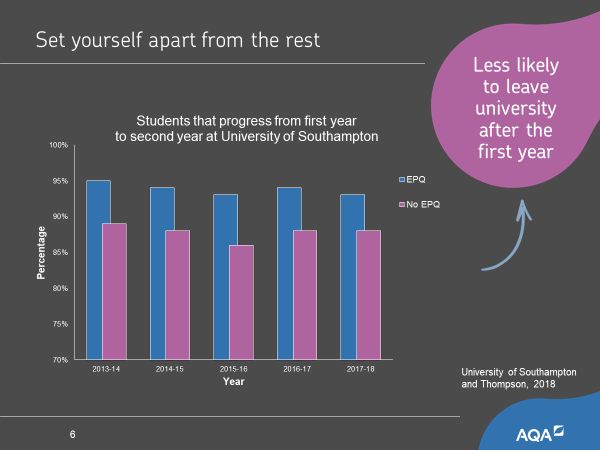 Set yourself apart from the rest
Less likely
to leave
university
after the
first year
Students that progress from first year
to second year at University of Southampton
100%
95%
90%
85%
80%
75%
70%
Percentage
2013-14
2014-15
2015-16
2016-17
2017-18
Year
EPQ
No EPQ
University of Southampton
and Thompson, 2018
6
AQA